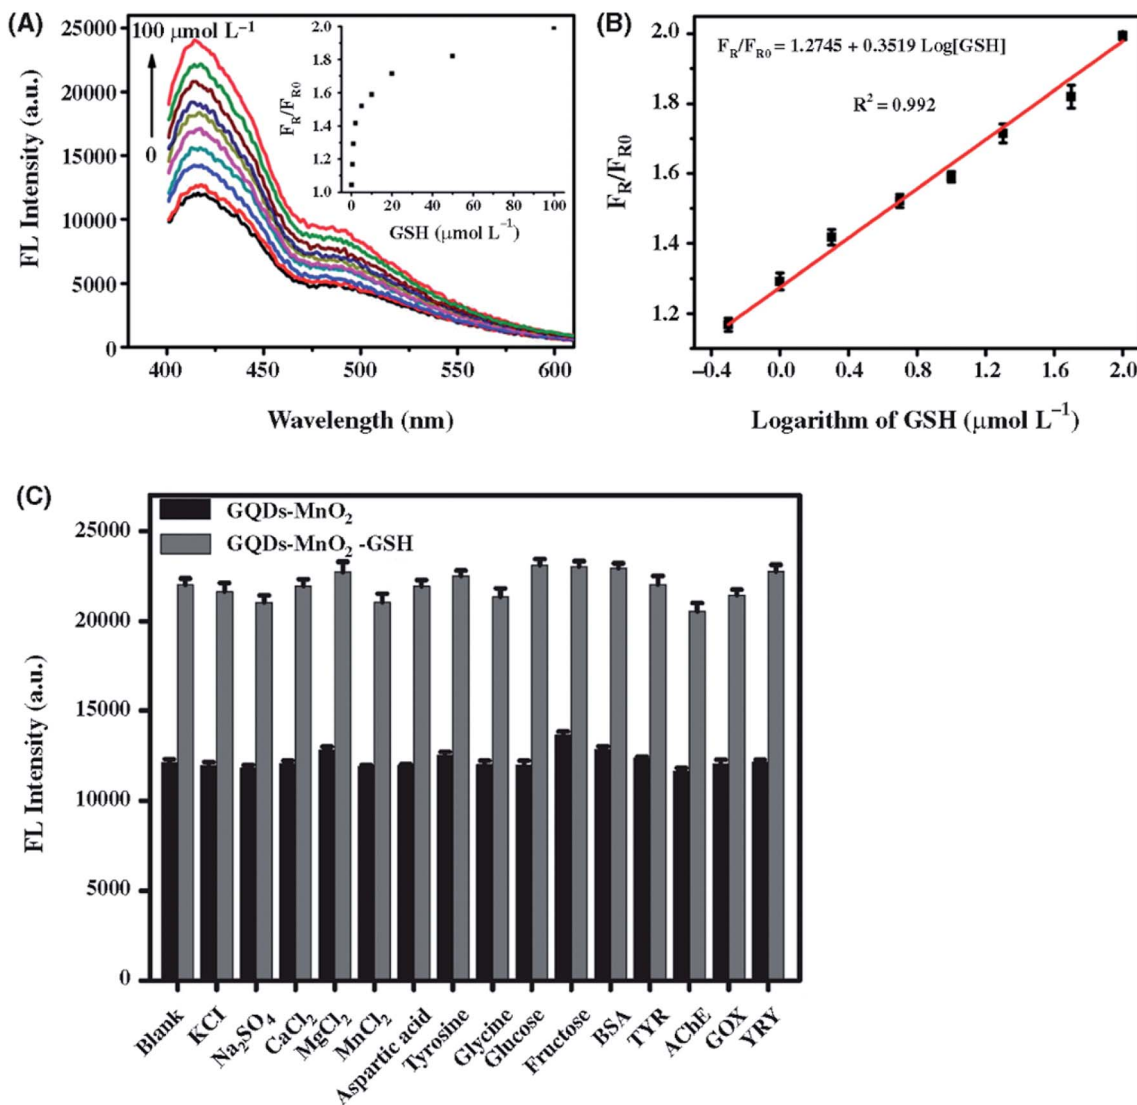 (A)
25000
20000
15000
10000
5000
0
FL Intensity (a.u.)
100 μmol L⁻¹
0
2.0
1.8
1.6
1.4
1.2
1.0
F_R/F_R0
0 20 40 60 80 100
GSH (μmol L⁻¹)
400 450 500 550 600
Wavelength (nm)
(B)
2.0
1.8
1.6
1.4
1.2
F_R/F_R0
F_R/F_R0 = 1.2745 + 0.3519 Log[GSH]
R² = 0.992
−0.4 0.0 0.4 0.8 1.2 1.6 2.0
Logarithm of GSH (μmol L⁻¹)
(C)
GQDs-MnO₂
GQDs-MnO₂ -GSH
25000
20000
15000
10000
5000
0
FL Intensity (a.u.)
Blank
KCl
Na₂SO₄
CaCl₂
MgCl₂
MnCl₂
Aspartic acid
Tyrosine
Glycine
Glucose
Fructose
BSA
TYR
AChE
GOX
YRY